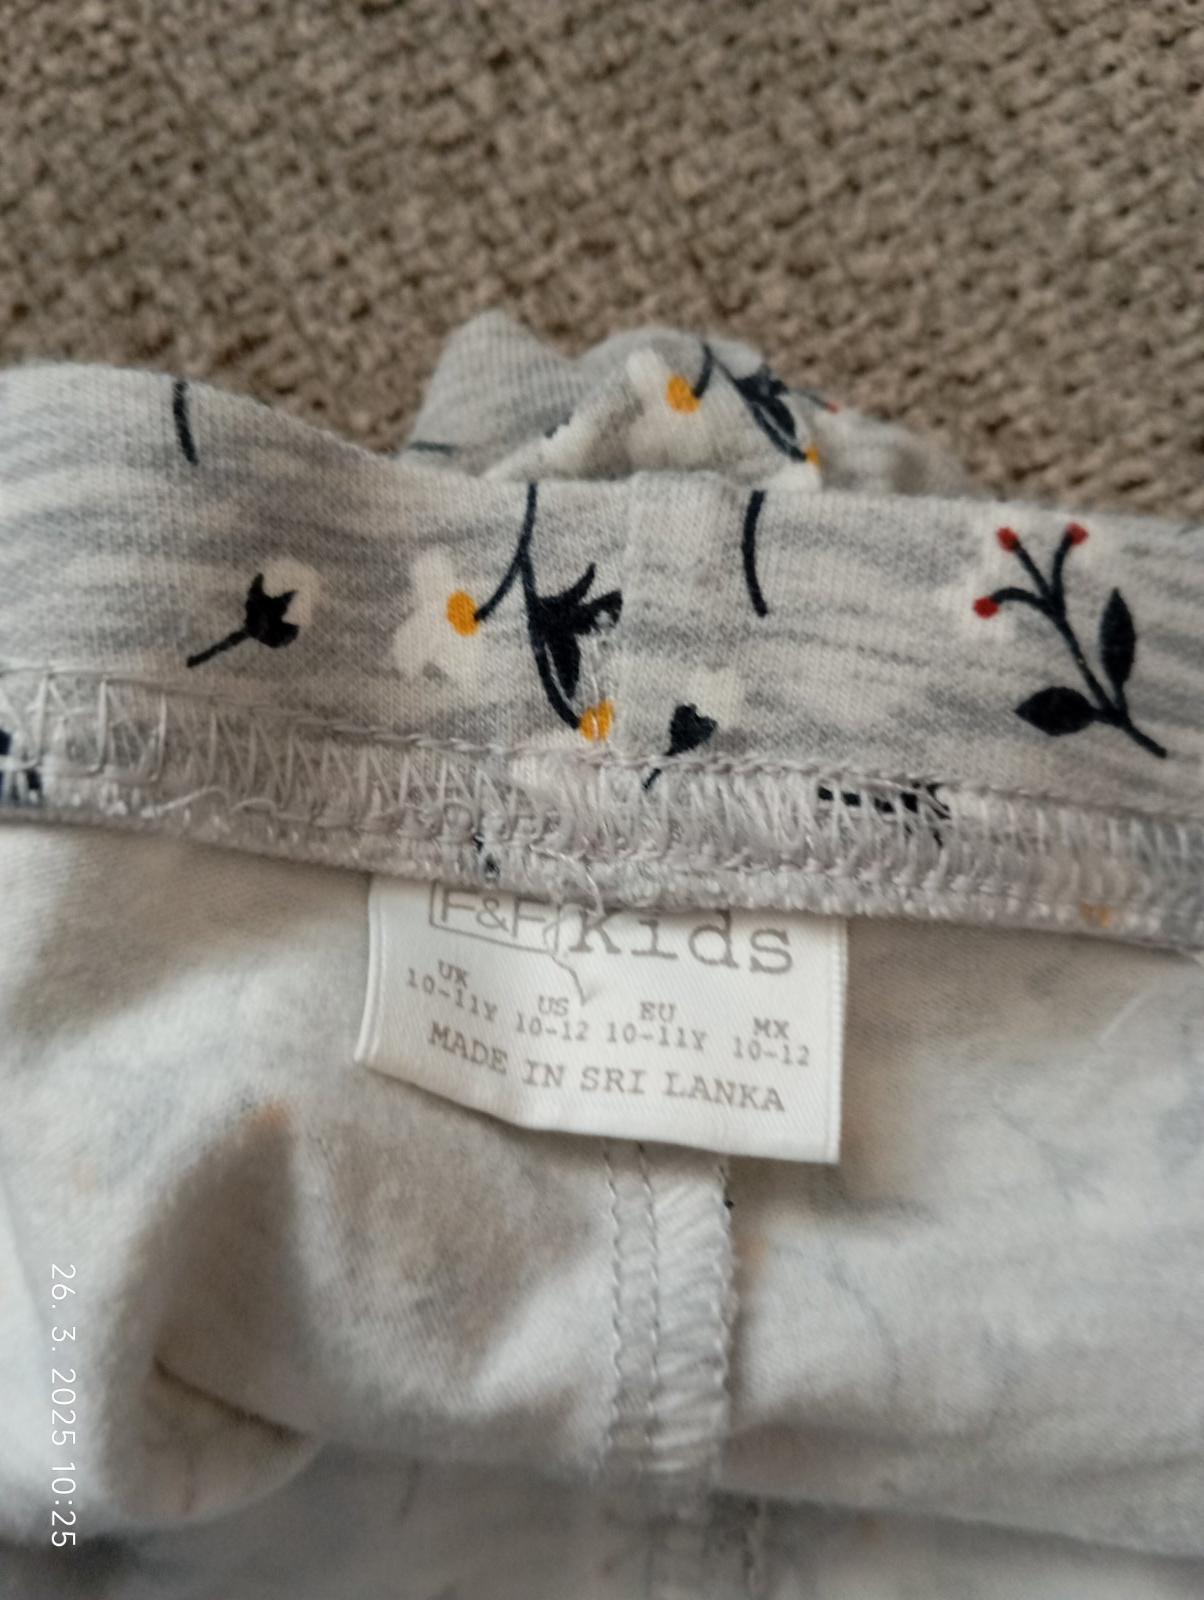 F&F Kids
UK US EU MX
10-11Y 10-12 10-11Y 10-12
MADE IN SRI LANKA
26. 3. 2025 10:25